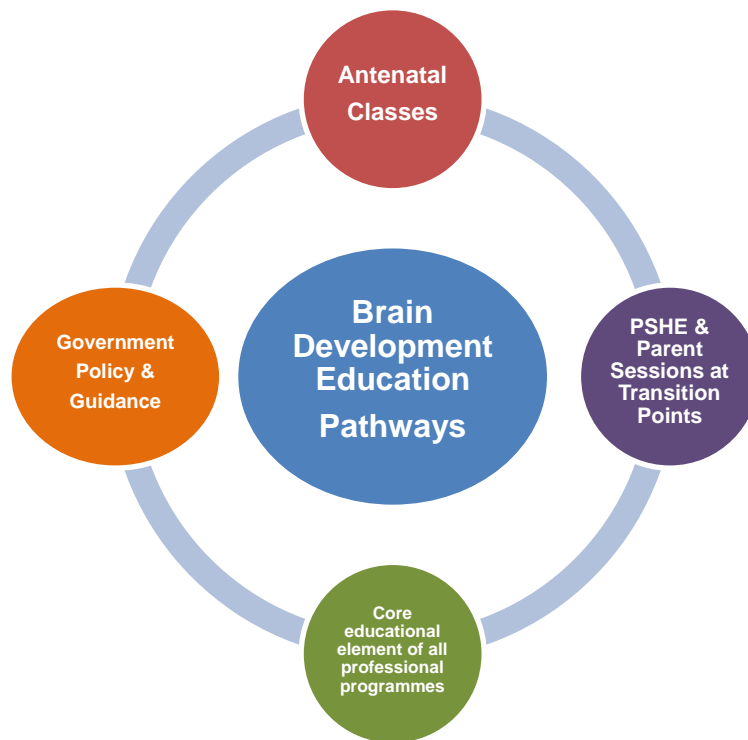 Antenatal
Classes
Brain
Development
Education
Pathways
Government
Policy &
Guidance
PSHE &
Parent
Sessions at
Transition
Points
Core
educational
element of all
professional
programmes